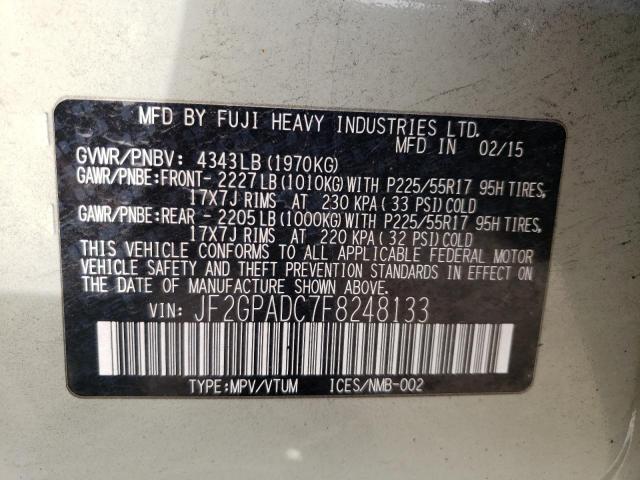 MFD BY FUJI HEAVY INDUSTRIES LTD.
MFD IN 02/15
GVWR/PNBV: 4343LB(1970KG)
GAWR/PNBE:FRONT- 2227LB(1010KG)WITH P225/55R17 95H TIRES,
17X7J RIMS AT 230 KPA(33 PSI)COLD
GAWR/PNBE:REAR - 2205LB(1000KG)WITH P225/55R17 95H TIRES,
17X7J RIMS AT 220 KPA(32 PSI)COLD
THIS VEHICLE CONFORMS TO ALL APPLICABLE FEDERAL MOTOR
VEHICLE SAFETY AND THEFT PREVENTION STANDARDS IN EFFECT
ON THE DATE OF MANUFACTURE SHOWN ABOVE.
VIN: JF2GPADC7F8248133
TYPE:MPV/VTUM ICES/NMB-002